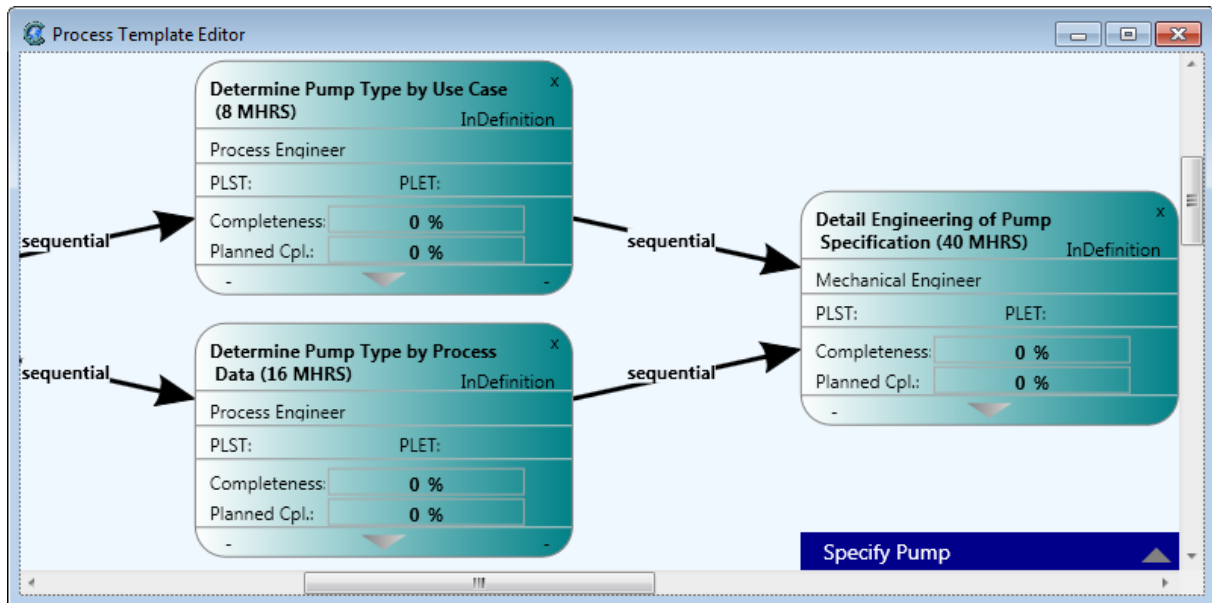 Process Template Editor
Determine Pump Type by Use Case
(8 MHRS)
x
InDefinition
Process Engineer
PLST: PLET:
Completeness: 0 %
Planned Cpl.: 0 %
- -
sequential
sequential
Determine Pump Type by Process
Data (16 MHRS)
x
InDefinition
Process Engineer
PLST: PLET:
Completeness: 0 %
Planned Cpl.: 0 %
- -
sequential
sequential
Detail Engineering of Pump
Specification (40 MHRS)
x
InDefinition
Mechanical Engineer
PLST: PLET:
Completeness: 0 %
Planned Cpl.: 0 %
-
Specify Pump